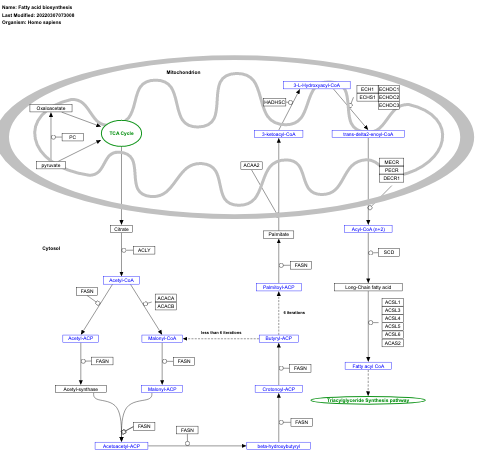 Name: Fatty acid biosynthesis
Last Modified: 20220307073008
Organism: Homo sapiens
Mitochondrion
3-L-Hydroxyacyl-CoA
ECH1
ECHDC1
ECHS1
ECHDC2
ECHDC3
HADHSC
Oxaloacetate
TCA Cycle
PC
3-ketoacyl-CoA
trans-delta2-enoyl-CoA
pyruvate
ACAA2
MECR
PECR
DECR1
Citrate
Palmitate
Acyl-CoA (n+2)
Cytosol
ACLY
SCD
FASN
Acetyl-CoA
Palmitoyl-ACP
Long-Chain fatty acid
FASN
ACACA
ACACB
ACSL1
ACSL3
ACSL4
ACSL5
ACSL6
ACAS2
6 iterations
less than 6 iterations
Acetyl-ACP
Malonyl-CoA
Butyryl-ACP
FASN
FASN
FASN
Fatty acyl CoA
Acetyl-synthase
Malonyl-ACP
Crotonoyl-ACP
Triacylglyceride Synthesis pathway
FASN
FASN
FASN
Acetoacetyl-ACP
beta-hydroxybutyryl